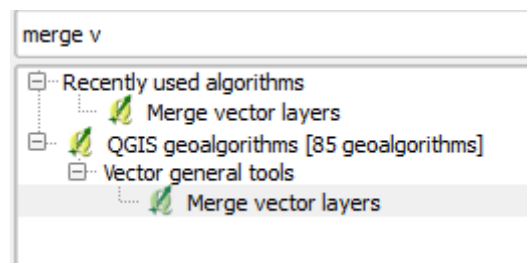 merge v
Recently used algorithms
Merge vector layers
QGIS geoalgorithms [85 geoalgorithms]
Vector general tools
Merge vector layers